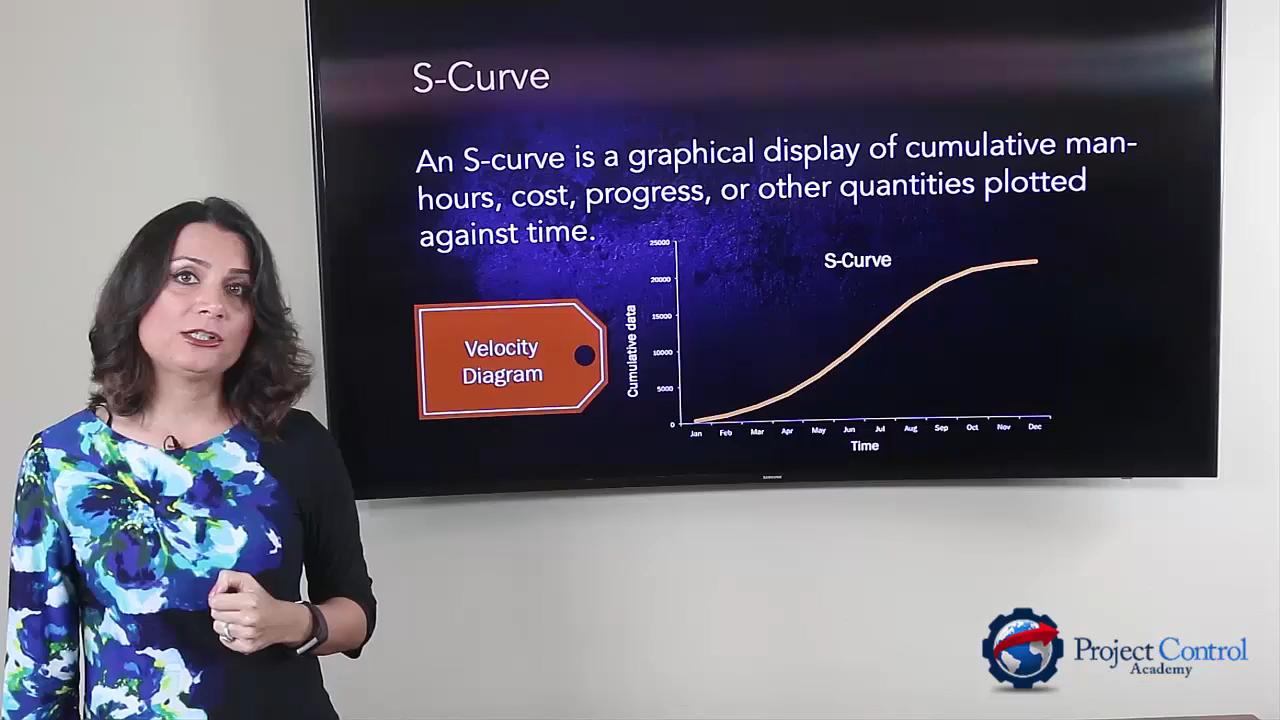 S-Curve
An S-curve is a graphical display of cumulative man-
hours, cost, progress, or other quantities plotted
against time.
Velocity
Diagram
S-Curve
Cumulative data
25000
20000
15000
10000
5000
0
Jan Feb Mar Apr May Jun Jul Aug Sep Oct Nov Dec
Time
SAMSUNG
Project Control
Academy